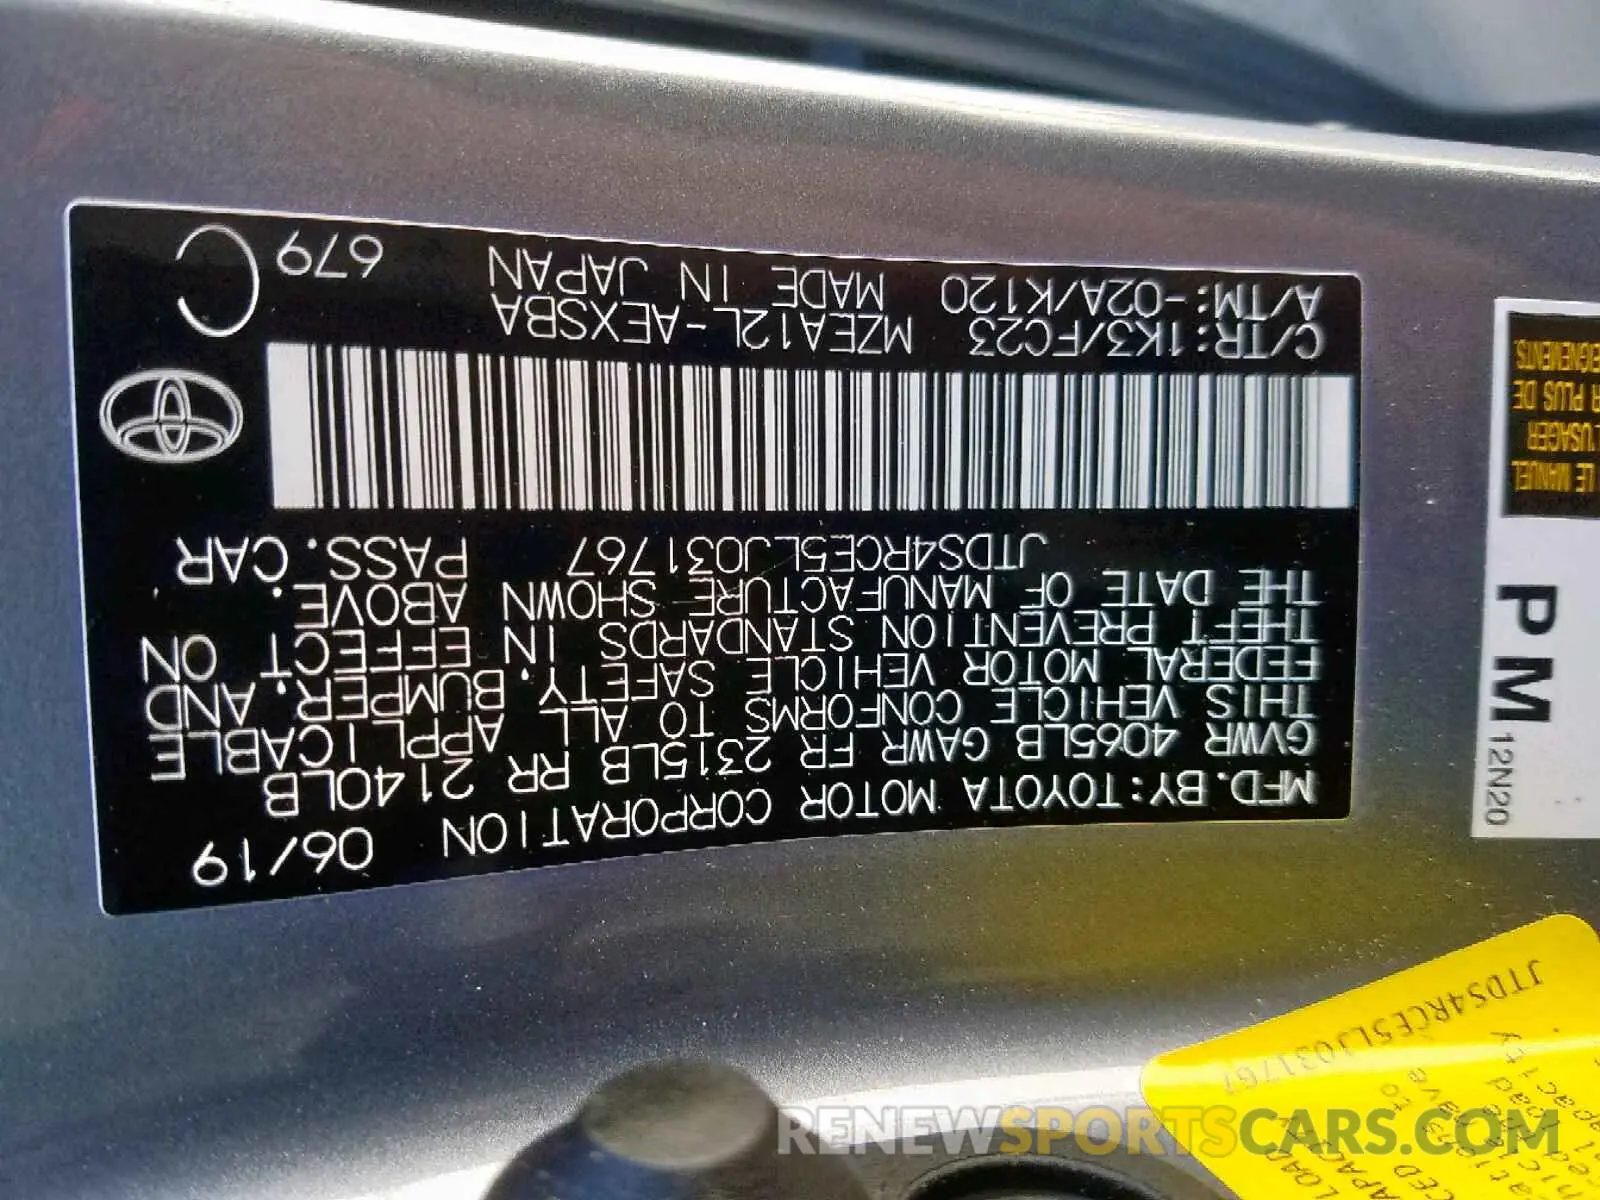 MFD. BY: TOYOTA MOTOR CORPORATION 06/19
GVWR 4065LB GAWR FR 2315LB RR 2140LB
THIS VEHICLE CONFORMS TO ALL APPLICABLE
FEDERAL MOTOR VEHICLE SAFETY, BUMPER, AND
THEFT PREVENTION STANDARDS IN EFFECT ON
THE DATE OF MANUFACTURE SHOWN ABOVE.
JTDS4RCE5LJ031767 PASS. CAR
C/TR: 1K3/FC23 MZEA12L-AEXSBA
A/TM: -02A/K120 MADE IN JAPAN
679
C
LE MANUEL
L'USAGER
R PLUS DE
EIGNEMENTS.
PM
12N20
JTDS4RCE5LJ031767
LOAD
RENEWSPORTSCARS.COM